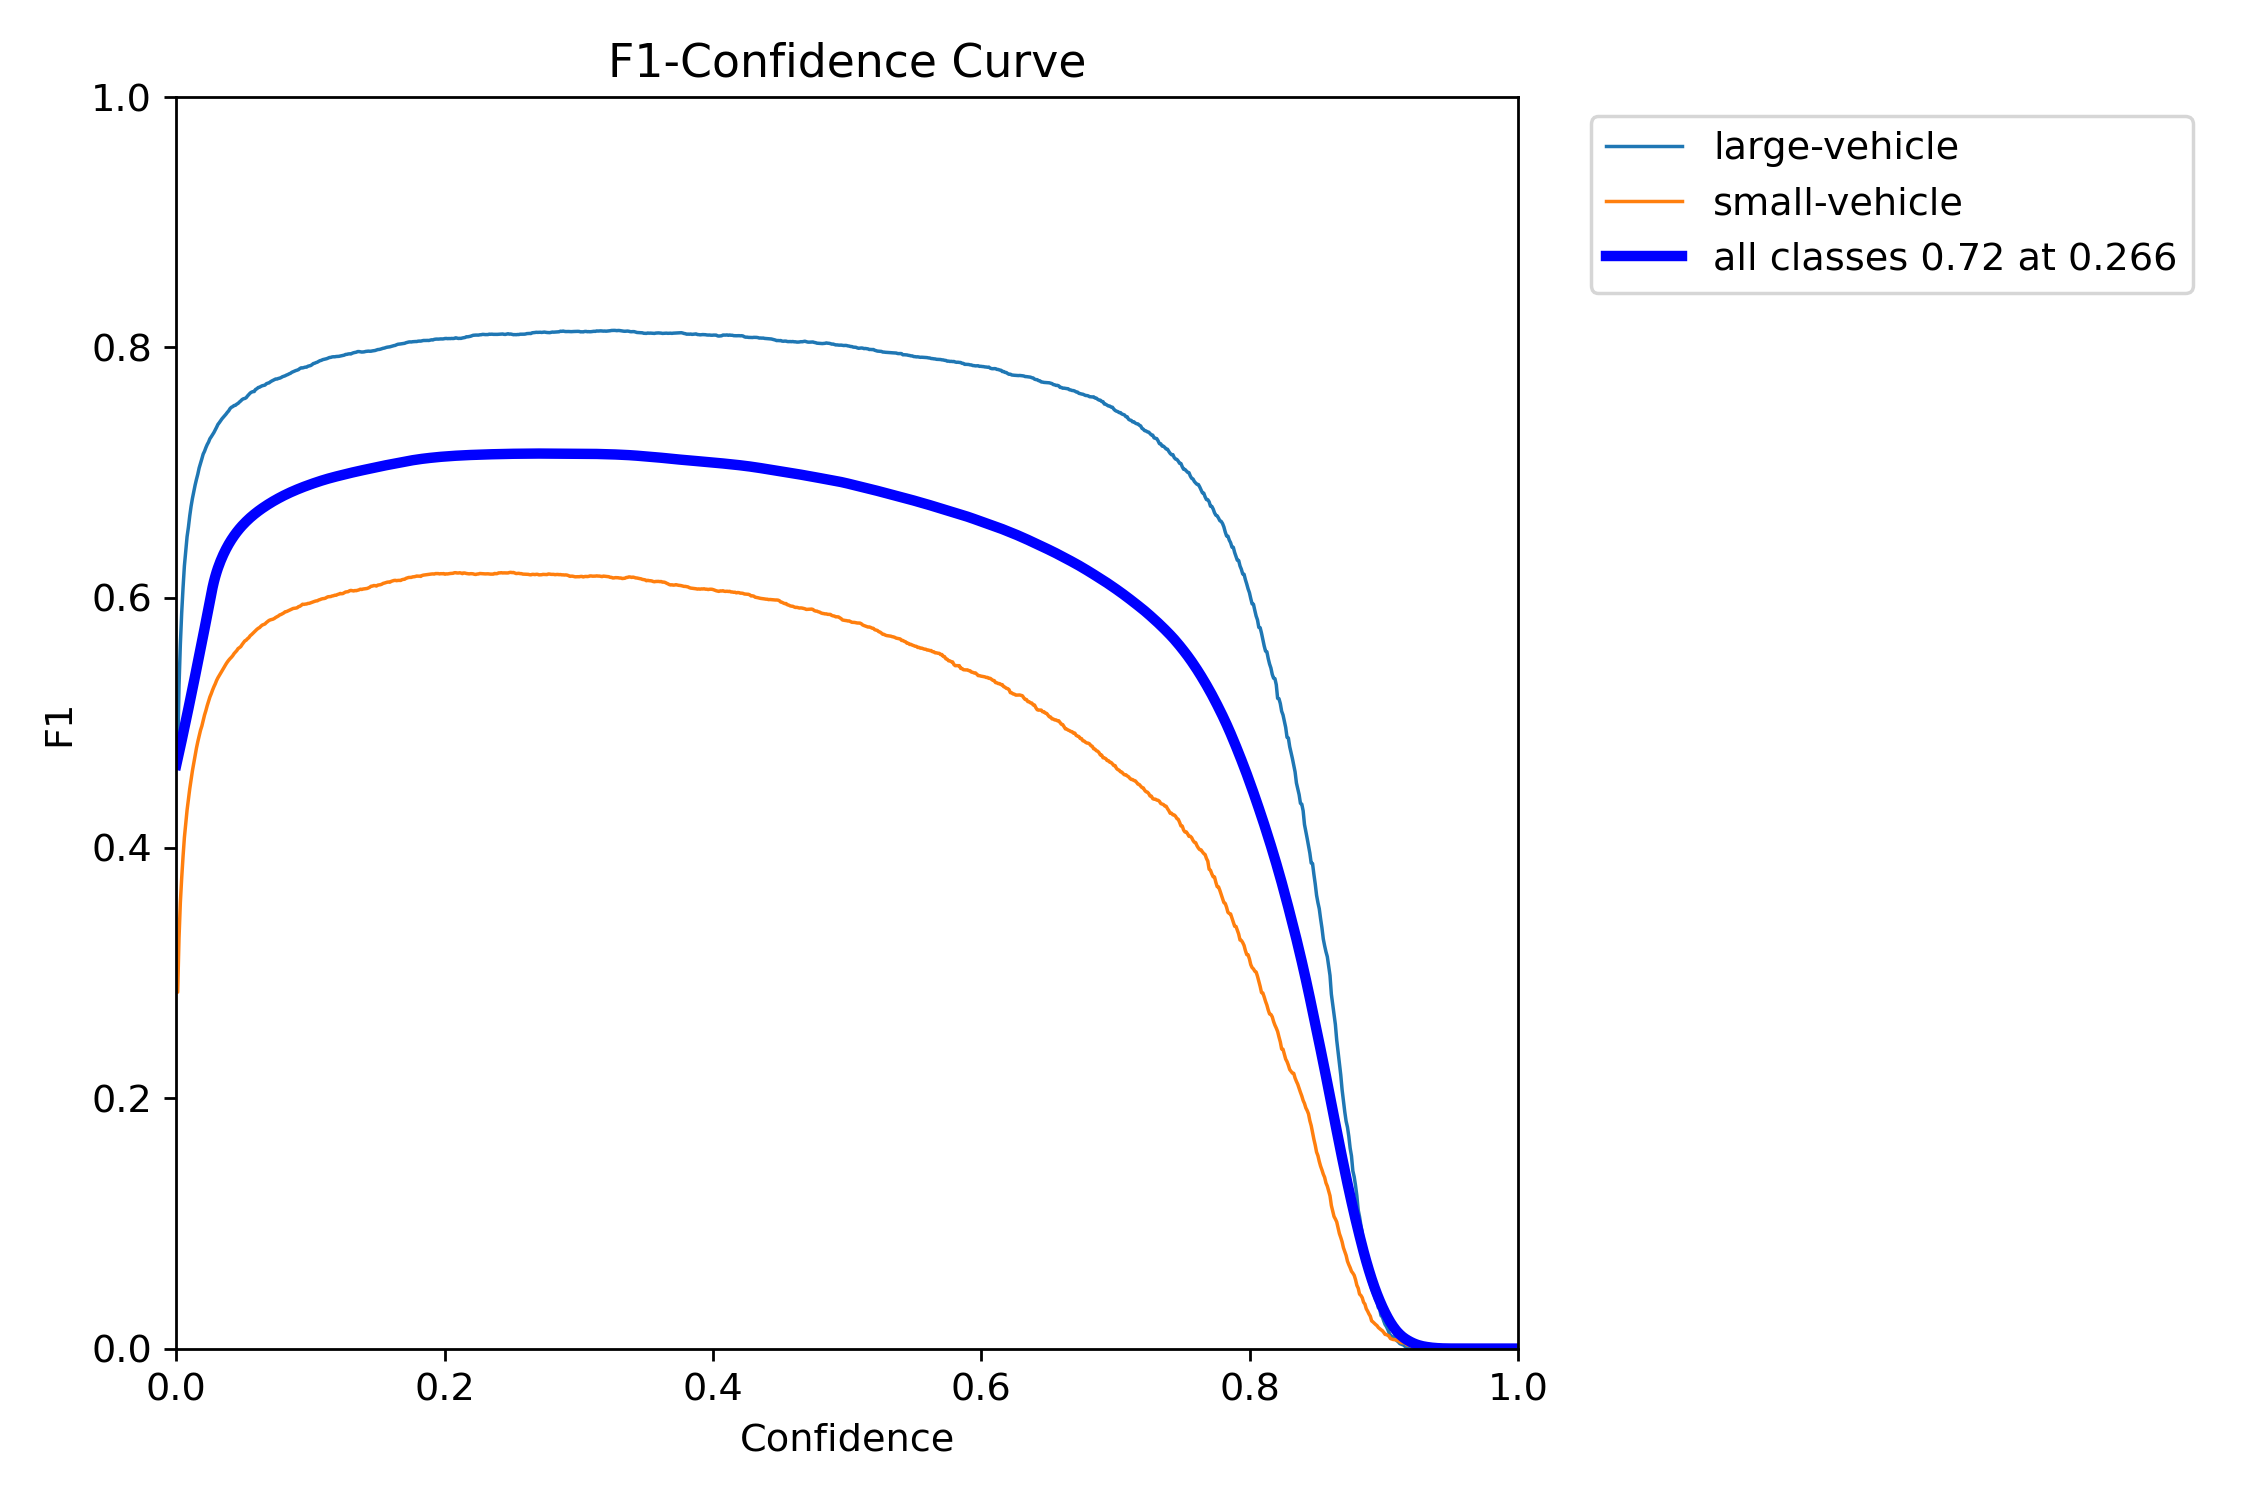 F1-Confidence Curve
1.0
0.8
0.6
0.4
0.2
0.0
F1
0.0 0.2 0.4 0.6 0.8 1.0
Confidence
large-vehicle
small-vehicle
all classes 0.72 at 0.266